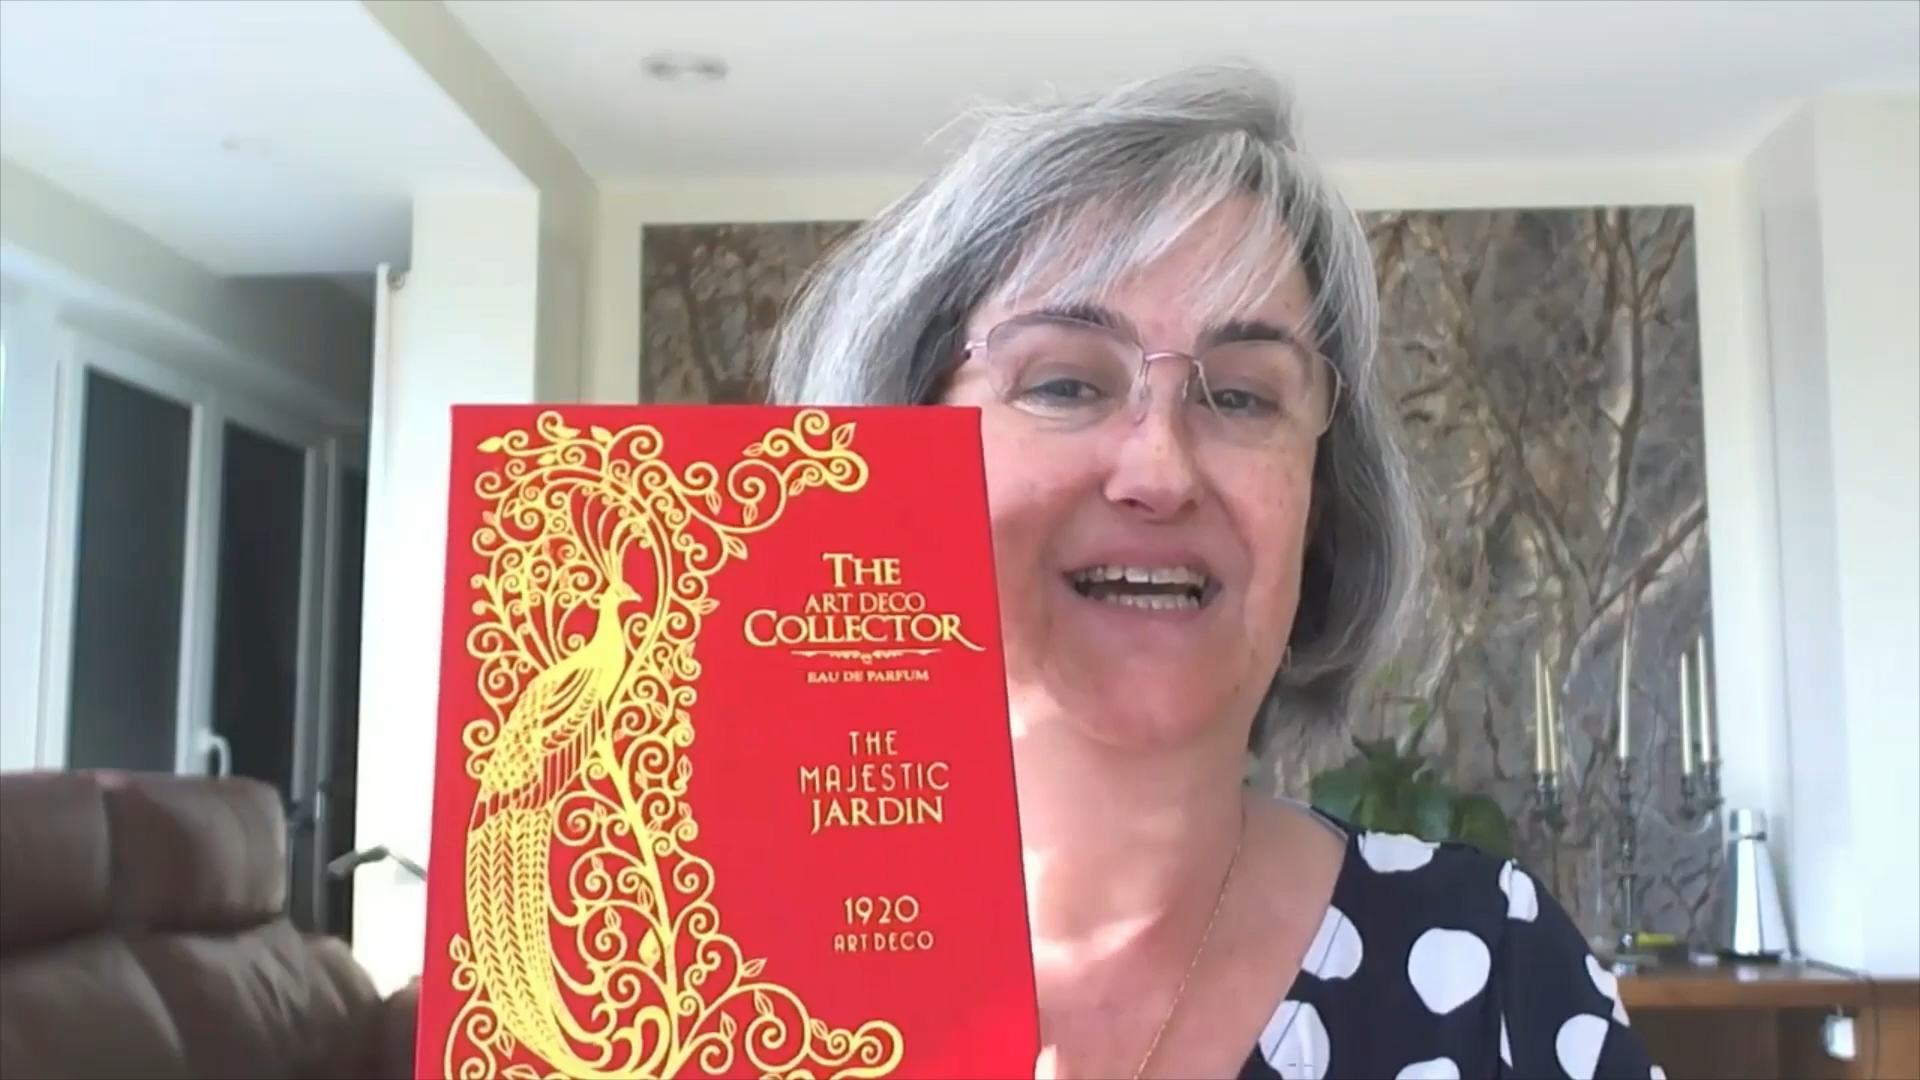 THE
ART DECO
COLLECTOR
EAU DE PARFUM
THE
MAJESTIC
JARDIN
1920
ART DECO